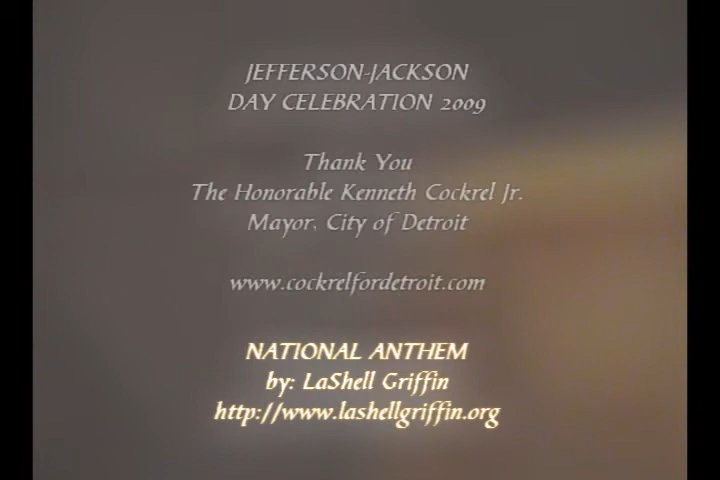 JEFFERSON-JACKSON
DAY CELEBRATION 2009
Thank You
The Honorable Kenneth Cockrel Jr.
Mayor, City of Detroit
www.cockrelfordetroit.com
NATIONAL ANTHEM
by: LaShell Griffin
http://www.lashellgriffin.org